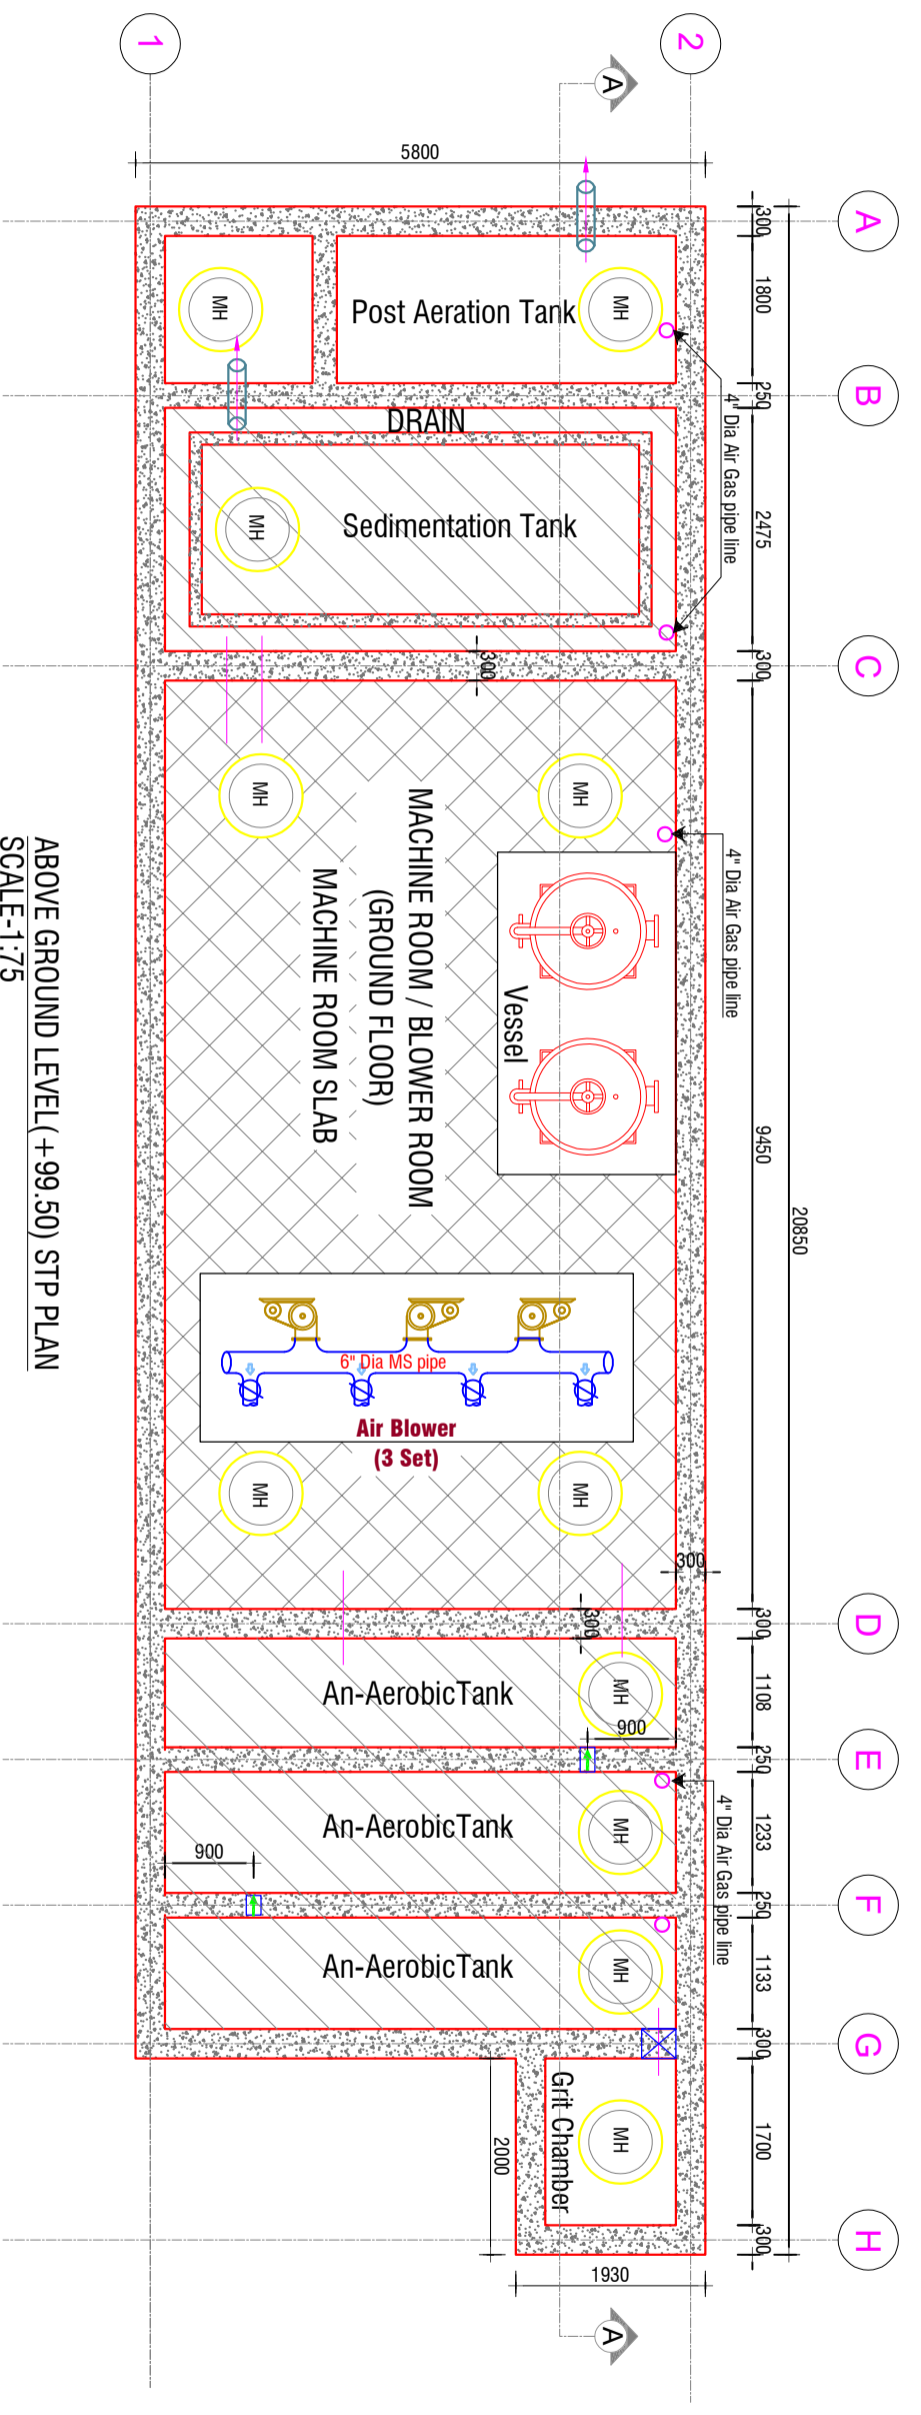 1
2
A
A
B
C
D
E
F
G
H
A
5800
300
1800
250
2475
300
9450
20850
300
1108
250
1233
250
1133
300
1700
300
MH
Post Aeration Tank
MH
DRAIN
4" Dia Air Gas pipe line
MH
Sedimentation Tank
300
MH
MH
4" Dia Air Gas pipe line
MACHINE ROOM / BLOWER ROOM
(GROUND FLOOR)
MACHINE ROOM SLAB
Vessel
6" Dia MS pipe
Air Blower
(3 Set)
MH
MH
300
300
An-AerobicTank
MH
900
An-AerobicTank
MH
900
4" Dia Air Gas pipe line
An-AerobicTank
MH
Grit Chamber
MH
2000
1930
ABOVE GROUND LEVEL(+99.50) STP PLAN
SCALE-1:75